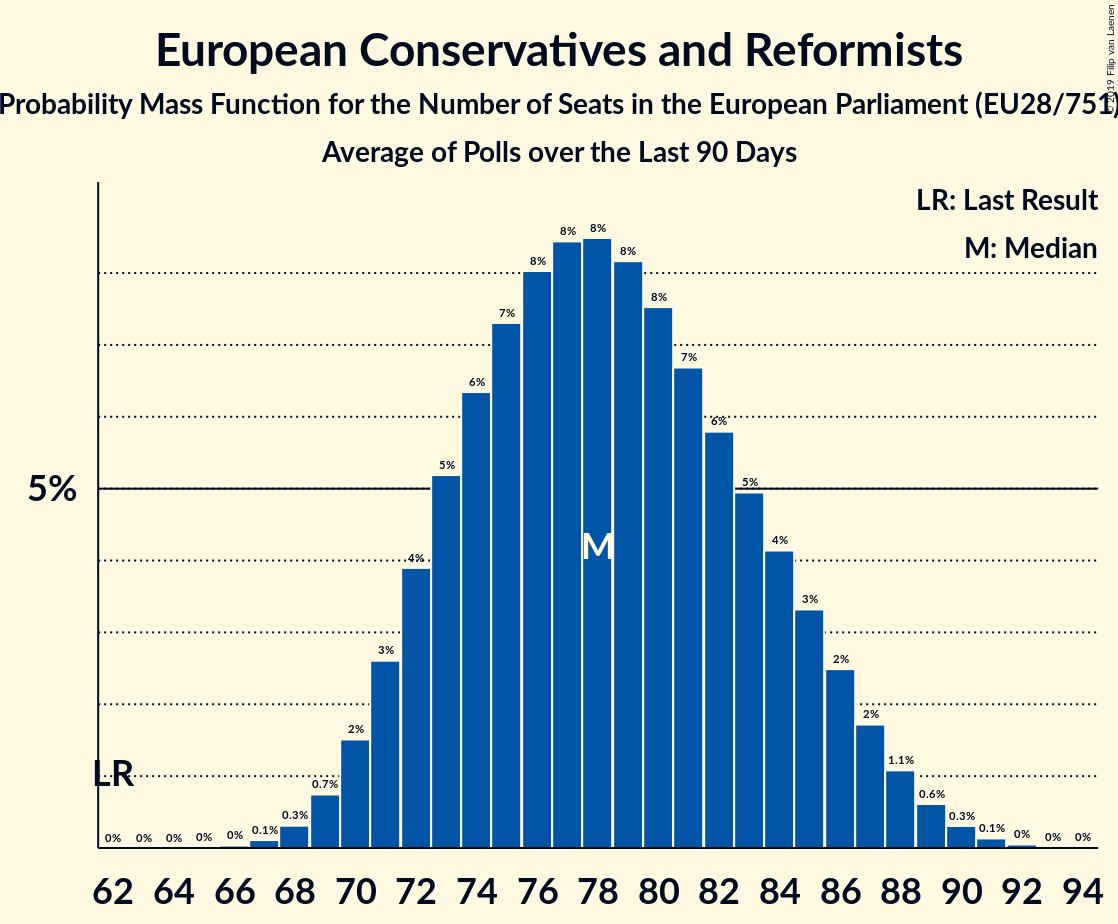 European Conservatives and Reformists
Probability Mass Function for the Number of Seats in the European Parliament (EU28/751)
Average of Polls over the Last 90 Days
© 2019 Filip van Laenen
LR: Last Result
M: Median
5%
LR
M
0% 0% 0% 0% 0% 0.1% 0.3% 0.7% 2% 3% 4% 5% 6% 7% 8% 8% 8% 8% 8% 7% 6% 5% 4% 3% 2% 2% 1.1% 0.6% 0.3% 0.1% 0% 0% 0%
62 64 66 68 70 72 74 76 78 80 82 84 86 88 90 92 94